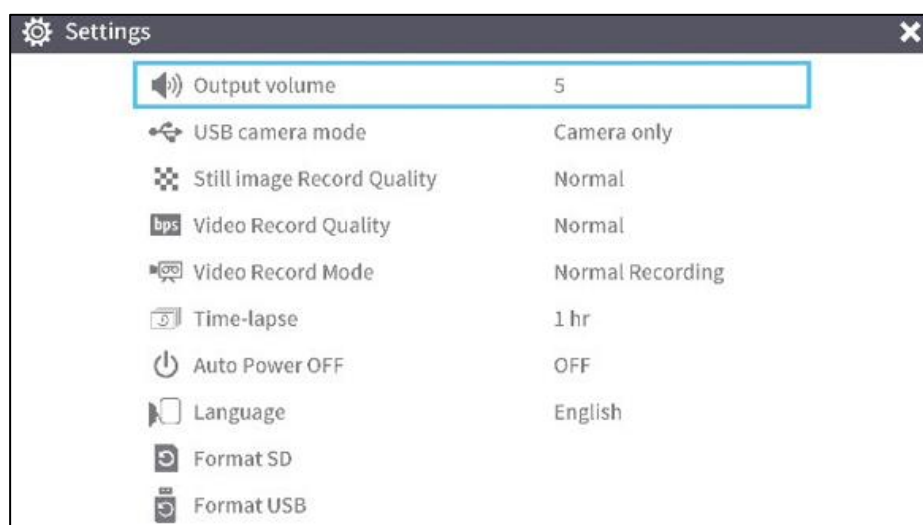 Settings
Output volume 5
USB camera mode Camera only
Still image Record Quality Normal
bps Video Record Quality Normal
Video Record Mode Normal Recording
Time-lapse 1 hr
Auto Power OFF OFF
Language English
Format SD
Format USB